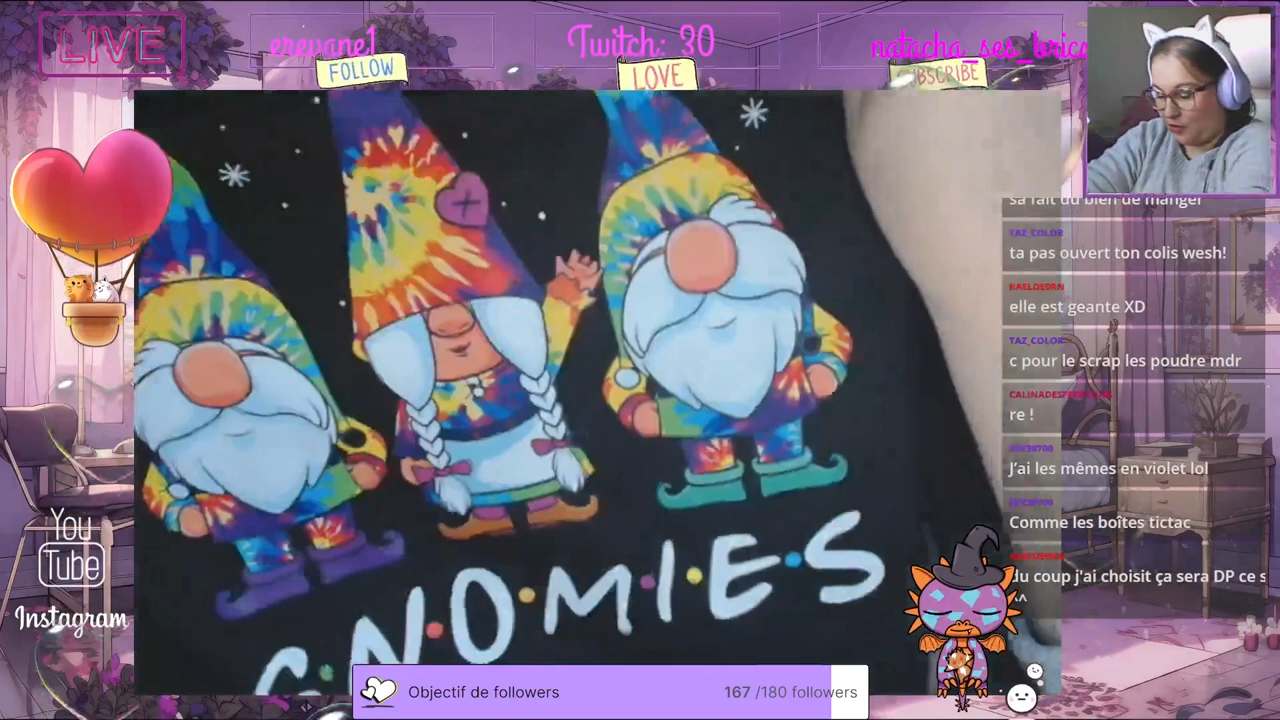 LIVE
erevane1
Twitch: 30
FOLLOW
LOVE
SUBSCRIBE
sa fait du bien de manger
TAZ_COLOR
ta pas ouvert ton colis wesh!
KAELDEORN
elle est geante XD
TAZ_COLOR
c pour le scrap les poudre mdr
re !
J'ai les mêmes en violet lol
Comme les boîtes tictac
du coup j'ai choisit ça sera DP ce s
^^
G·N·O·M·I·E·S
You
Tube
Instagram
Objectif de followers
167 /180 followers